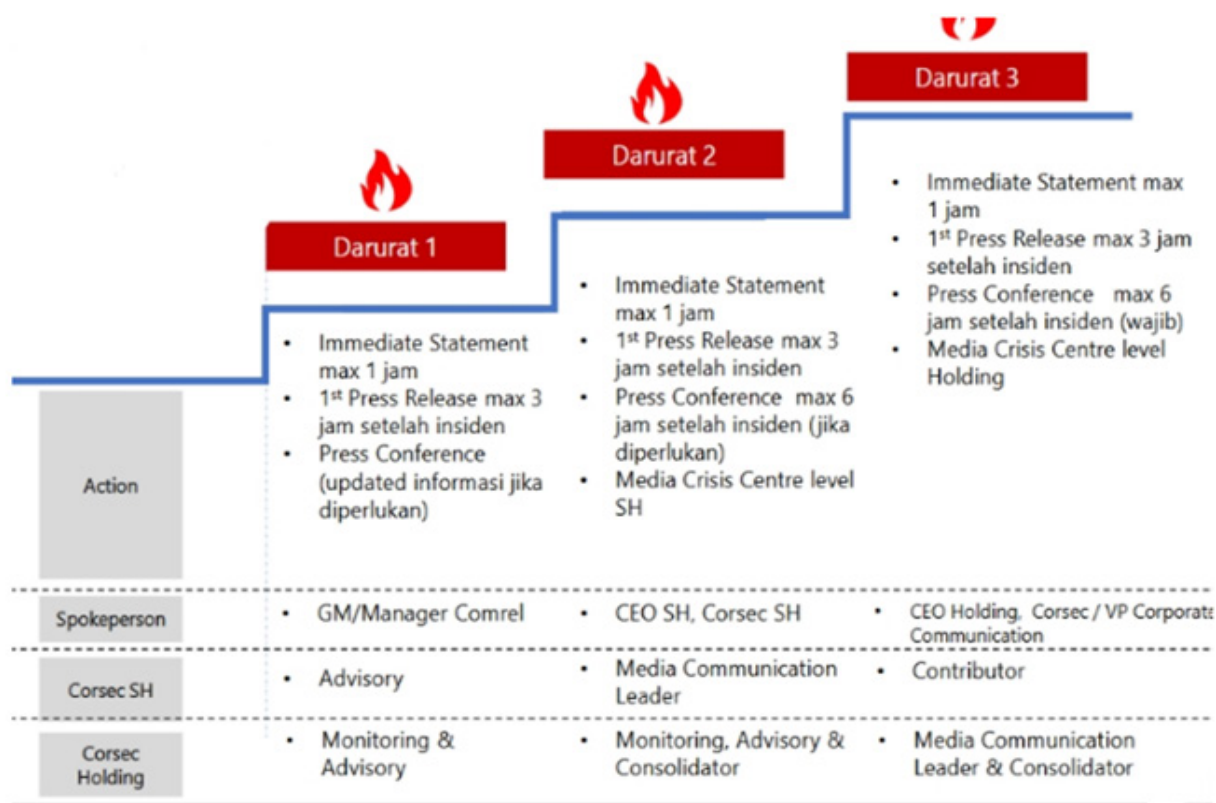 Darurat 3
Darurat 2
Darurat 1
• Immediate Statement
max 1 jam
• 1st Press Release max 3
jam setelah insiden
• Press Conference
(updated informasi jika
diperlukan)
• Immediate Statement
max 1 jam
• 1st Press Release max 3
jam setelah insiden
• Press Conference max 6
jam setelah insiden (jika
diperlukan)
• Media Crisis Centre level
SH
• Immediate Statement max
1 jam
• 1st Press Release max 3 jam
setelah insiden
• Press Conference max 6
jam setelah insiden (wajib)
• Media Crisis Centre level
Holding
Action
Spokeperson
• GM/Manager Comrel
• CEO SH, Corsec SH
• CEO Holding, Corsec / VP Corporate
Communication
Corsec SH
• Advisory
• Media Communication
Leader
• Contributor
Corsec
Holding
• Monitoring &
Advisory
• Monitoring, Advisory &
Consolidator
• Media Communication
Leader & Consolidator